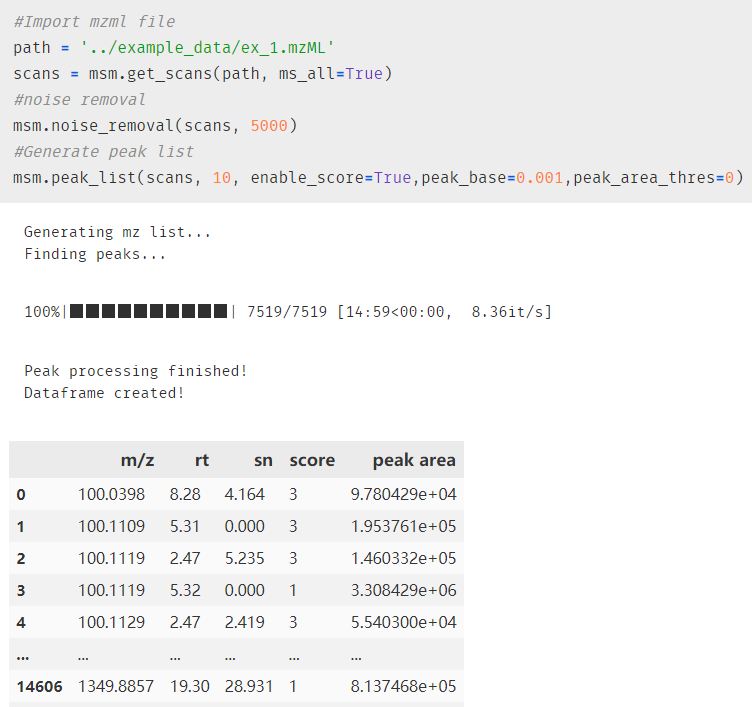 #Import mzml file
path = '../example_data/ex_1.mzML'
scans = msm.get_scans(path, ms_all=True)
#noise removal
msm.noise_removal(scans, 5000)
#Generate peak list
msm.peak_list(scans, 10, enable_score=True,peak_base=0.001,peak_area_thres=0)
Generating mz list...
Finding peaks...
100%|██████████| 7519/7519 [14:59<00:00,  8.36it/s]
Peak processing finished!
Dataframe created!
m/z rt sn score peak area
0 100.0398 8.28 4.164 3 9.780429e+04
1 100.1109 5.31 0.000 3 1.953761e+05
2 100.1119 2.47 5.235 3 1.460332e+05
3 100.1119 5.32 0.000 1 3.308429e+06
4 100.1129 2.47 2.419 3 5.540300e+04
... ... ... ... ... ...
14606 1349.8857 19.30 28.931 1 8.137468e+05